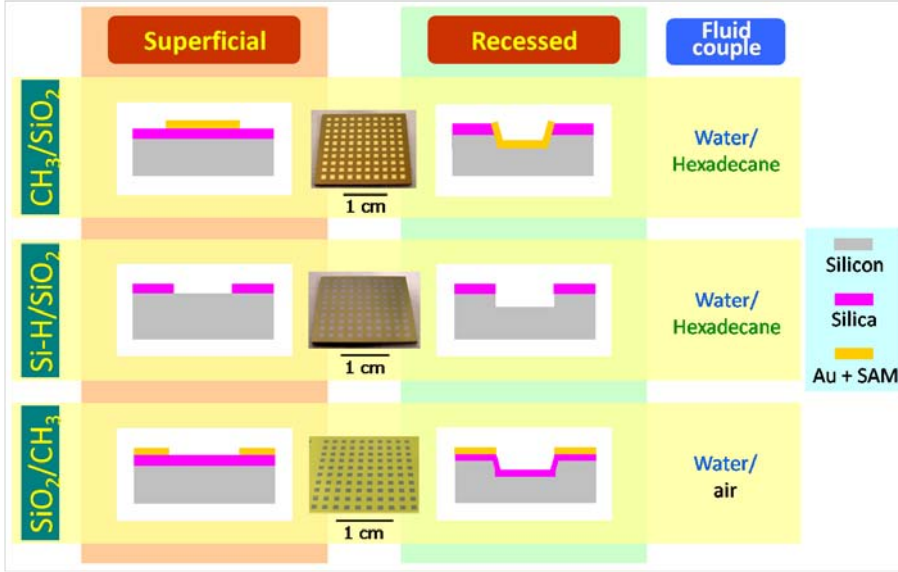 Superficial
Recessed
Fluid
couple
CH₃/SiO₂
1 cm
Water/
Hexadecane
Si-H/SiO₂
1 cm
Water/
Hexadecane
SiO₂/CH₃
1 cm
Water/
air
Silicon
Silica
Au + SAM